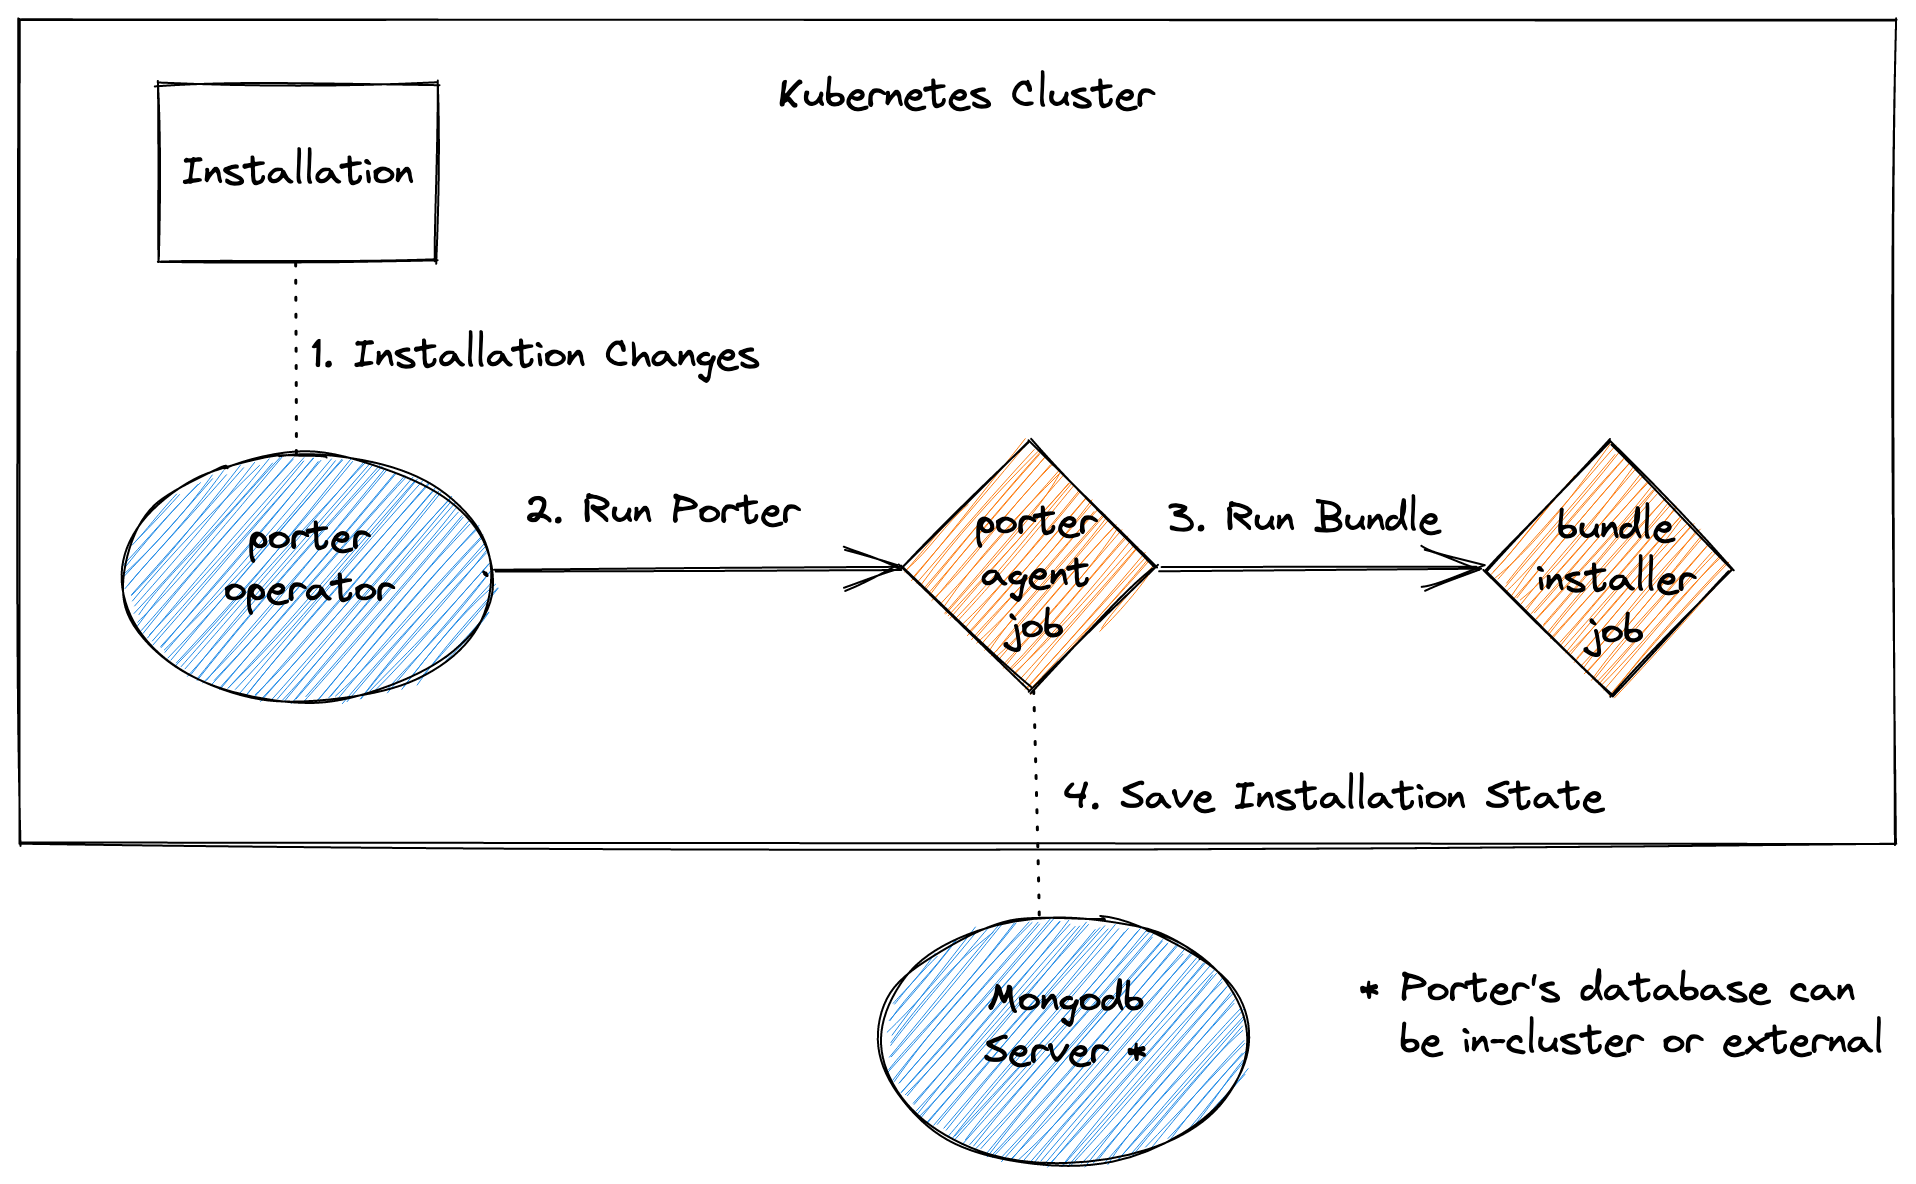 Kubernetes Cluster
Installation
1. Installation Changes
porter
operator
2. Run Porter
porter
agent
job
3. Run Bundle
bundle
installer
job
4. Save Installation State
Mongodb
Server *
* Porter's database can
be in-cluster or external